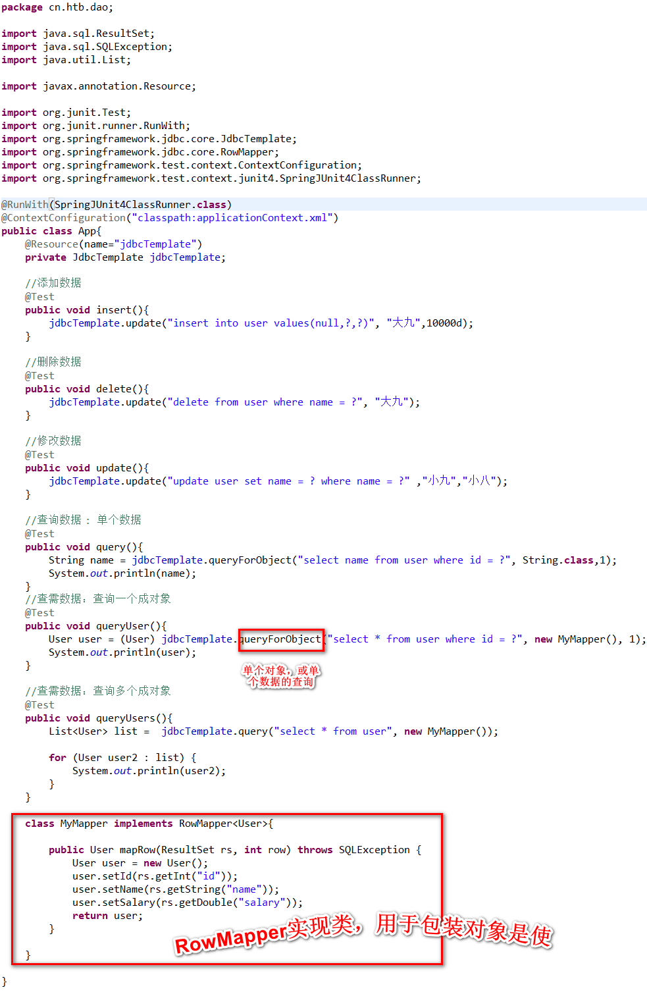 package cn.htb.dao;
import java.sql.ResultSet;
import java.sql.SQLException;
import java.util.List;
import javax.annotation.Resource;
import org.junit.Test;
import org.junit.runner.RunWith;
import org.springframework.jdbc.core.JdbcTemplate;
import org.springframework.jdbc.core.RowMapper;
import org.springframework.test.context.ContextConfiguration;
import org.springframework.test.context.junit4.SpringJUnit4ClassRunner;
@RunWith(SpringJUnit4ClassRunner.class)
@ContextConfiguration("classpath:applicationContext.xml")
public class App{
@Resource(name="jdbcTemplate")
private JdbcTemplate jdbcTemplate;
//添加数据
@Test
public void insert(){
jdbcTemplate.update("insert into user values(null,?,?)", "大九",10000d);
}
//删除数据
@Test
public void delete(){
jdbcTemplate.update("delete from user where name = ?", "大九");
}
//修改数据
@Test
public void update(){
jdbcTemplate.update("update user set name = ? where name = ?" ,"小九","小八");
}
//查询数据 : 单个数据
@Test
public void query(){
String name = jdbcTemplate.queryForObject("select name from user where id = ?", String.class,1);
System.out.println(name);
}
//查需数据: 查询一个成对象
@Test
public void queryUser(){
User user = (User) jdbcTemplate.queryForObject("select * from user where id = ?", new MyMapper(), 1);
System.out.println(user);
}
单个对象，或单
个数据的查询
//查需数据: 查询多个成对象
@Test
public void queryUsers(){
List<User> list =  jdbcTemplate.query("select * from user", new MyMapper());
for (User user2 : list) {
System.out.println(user2);
}
}
class MyMapper implements RowMapper<User>{
public User mapRow(ResultSet rs, int row) throws SQLException {
User user = new User();
user.setId(rs.getInt("id"));
user.setName(rs.getString("name"));
user.setSalary(rs.getDouble("salary"));
return user;
}
RowMapper实现类，用于包装对象是使
}
}